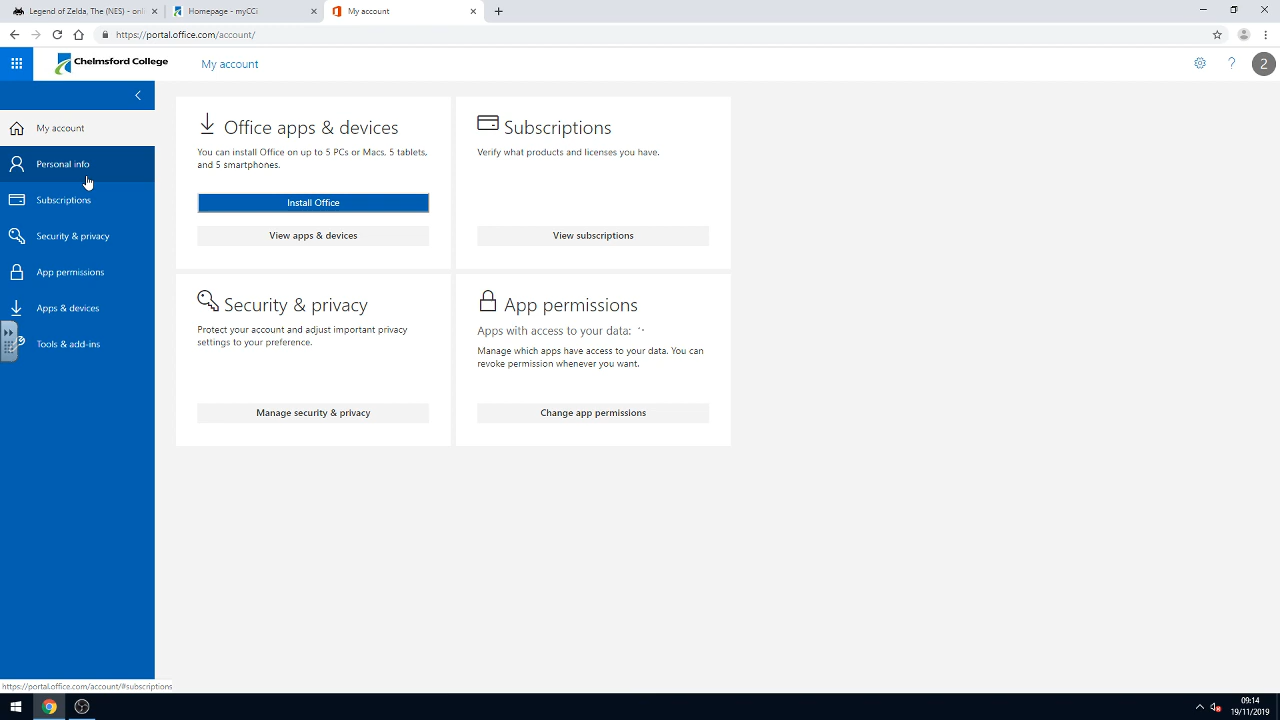 Legend of Zelda, The (NES) - onli
Homepage - myCCi
My account
https://portal.office.com/account/
Chelmsford College
My account
2
My account
Personal info
Subscriptions
Security & privacy
App permissions
Apps & devices
Tools & add-ins
Office apps & devices
You can install Office on up to 5 PCs or Macs, 5 tablets,
and 5 smartphones.
Install Office
View apps & devices
Subscriptions
Verify what products and licenses you have.
View subscriptions
Security & privacy
Protect your account and adjust important privacy
settings to your preference.
Manage security & privacy
App permissions
Apps with access to your data:
Manage which apps have access to your data. You can
revoke permission whenever you want.
Change app permissions
https://portal.office.com/account/#subscriptions
09:14
19/11/2019